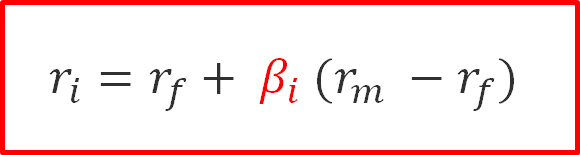 r_i = r_f + β_i (r_m − r_f)